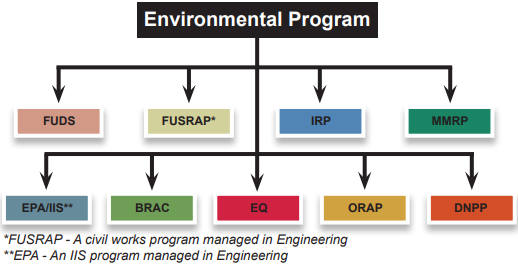 Environmental Program
FUDS
FUSRAP*
IRP
MMRP
EPA/IIS**
BRAC
EQ
ORAP
DNPP
*FUSRAP - A civil works program managed in Engineering
**EPA - An IIS program managed in Engineering